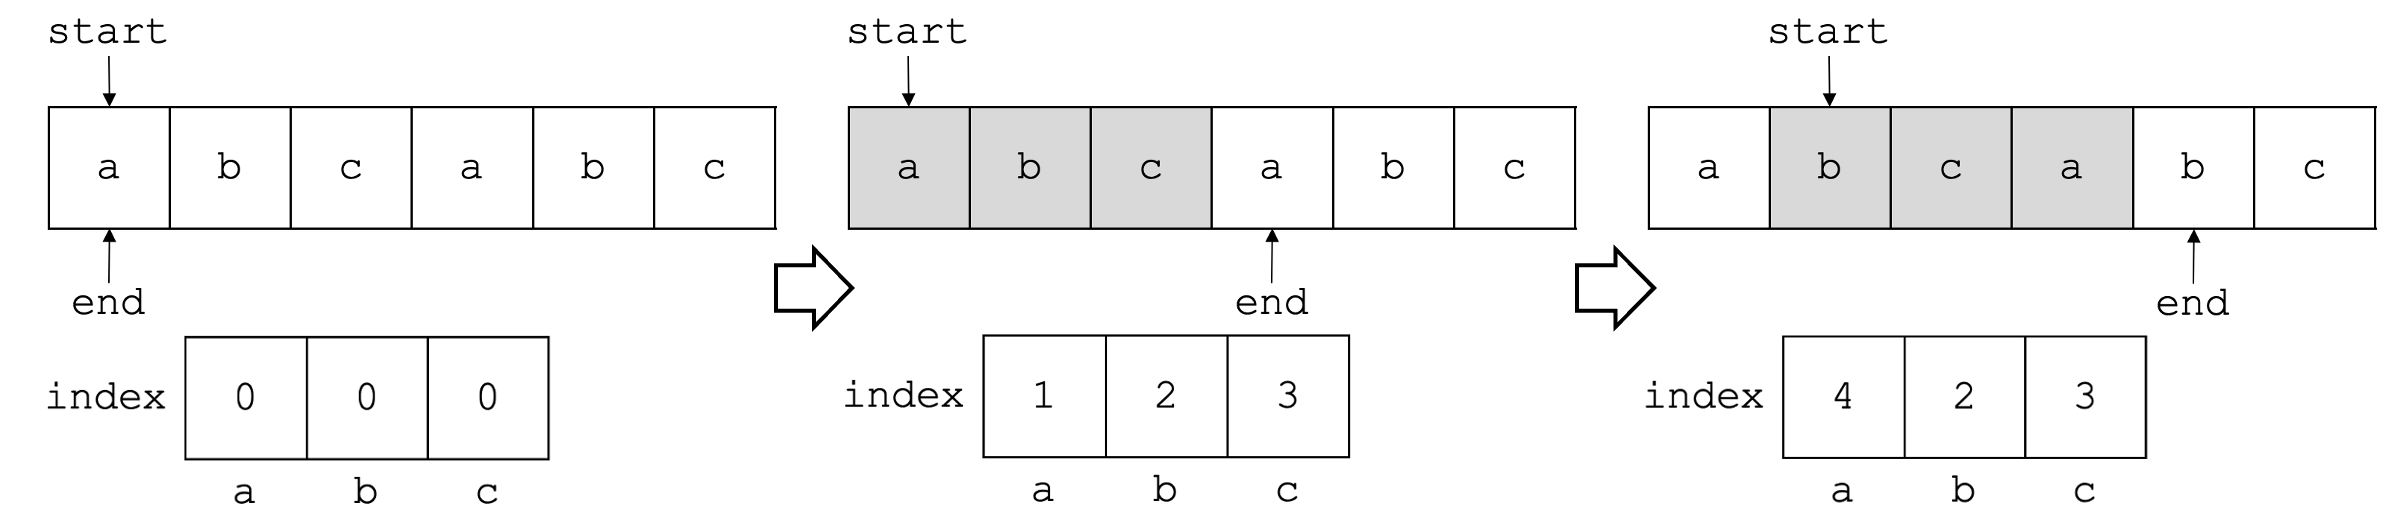 start start start
a b c a b c a b c a b c a b c a b c
end end end
index 0 0 0 index 1 2 3 index 4 2 3
a b c a b c a b c